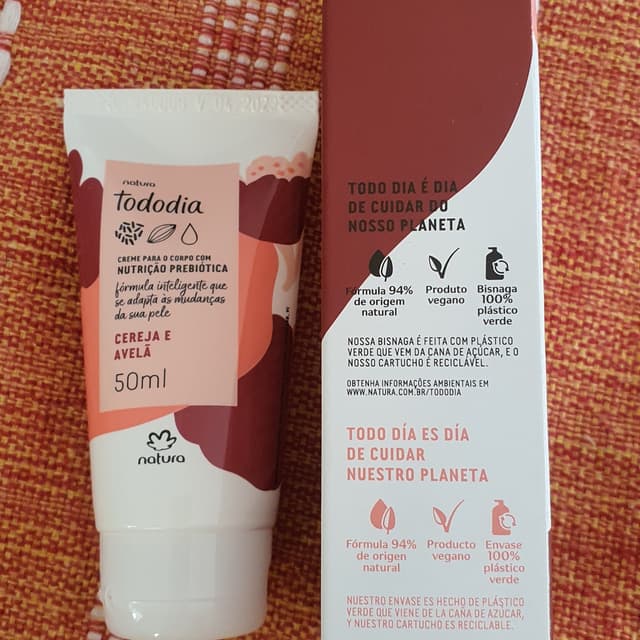 natura
tododia
CREME PARA O CORPO COM
NUTRIÇÃO PREBIÓTICA
fórmula inteligente que
se adapta às mudanças
da sua pele
CEREJA E
AVELÃ
50ml
natura
TODO DIA É DIA
DE CUIDAR DO
NOSSO PLANETA
Fórmula 94%
de origem
natural
Produto
vegano
Bisnaga
100%
plástico
verde
NOSSA BISNAGA É FEITA COM PLÁSTICO
VERDE QUE VEM DA CANA DE AÇÚCAR, E O
NOSSO CARTUCHO É RECICLÁVEL.
OBTENHA INFORMAÇÕES AMBIENTAIS EM
WWW.NATURA.COM.BR/TODODIA
TODO DÍA ES DÍA
DE CUIDAR
NUESTRO PLANETA
Fórmula 94%
de origen
natural
Producto
vegano
Envase
100%
plástico
verde
NUESTRO ENVASE ES HECHO DE PLÁSTICO
VERDE QUE VIENE DE LA CAÑA DE AZUCAR,
Y NUESTRO CARTUCHO ES RECICLABLE.